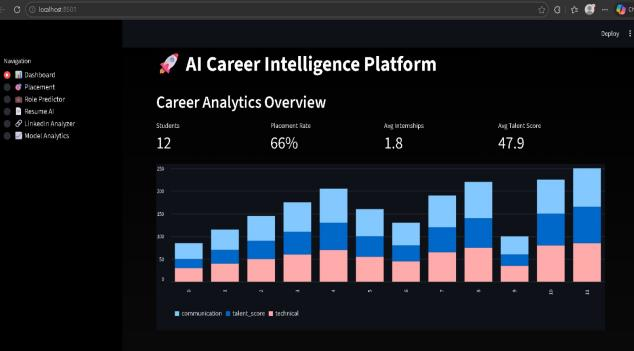 localhost:8501
Deploy
Navigation
Dashboard
Placement
Role Predictor
Resume AI
LinkedIn Analyzer
Model Analytics
AI Career Intelligence Platform
Career Analytics Overview
Students Placement Rate Avg Internships Avg Talent Score
12 66% 1.8 47.9
250
200
150
100
50
0
0 1 2 3 4 5 6 7 8 9 10 11
communication talent_score technical